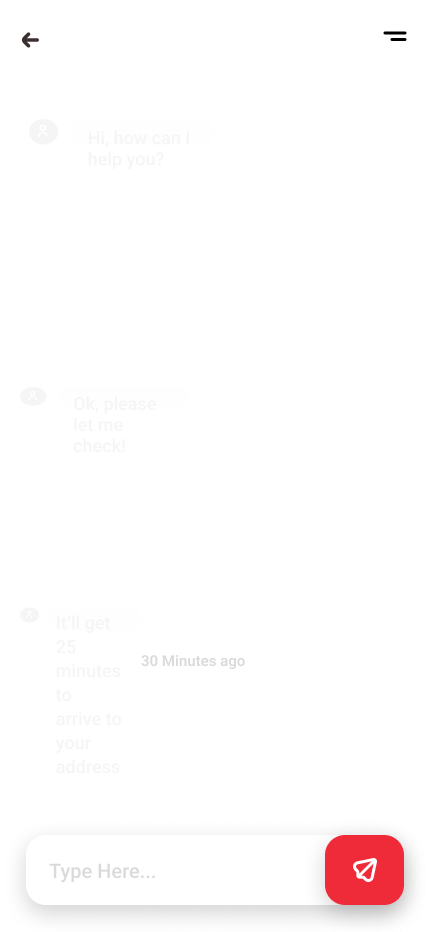 Hi, how can I
help you?
Ok, please
let me
check!
It'll get
25
minutes
to
arrive to
your
address
30 Minutes ago
Type Here...